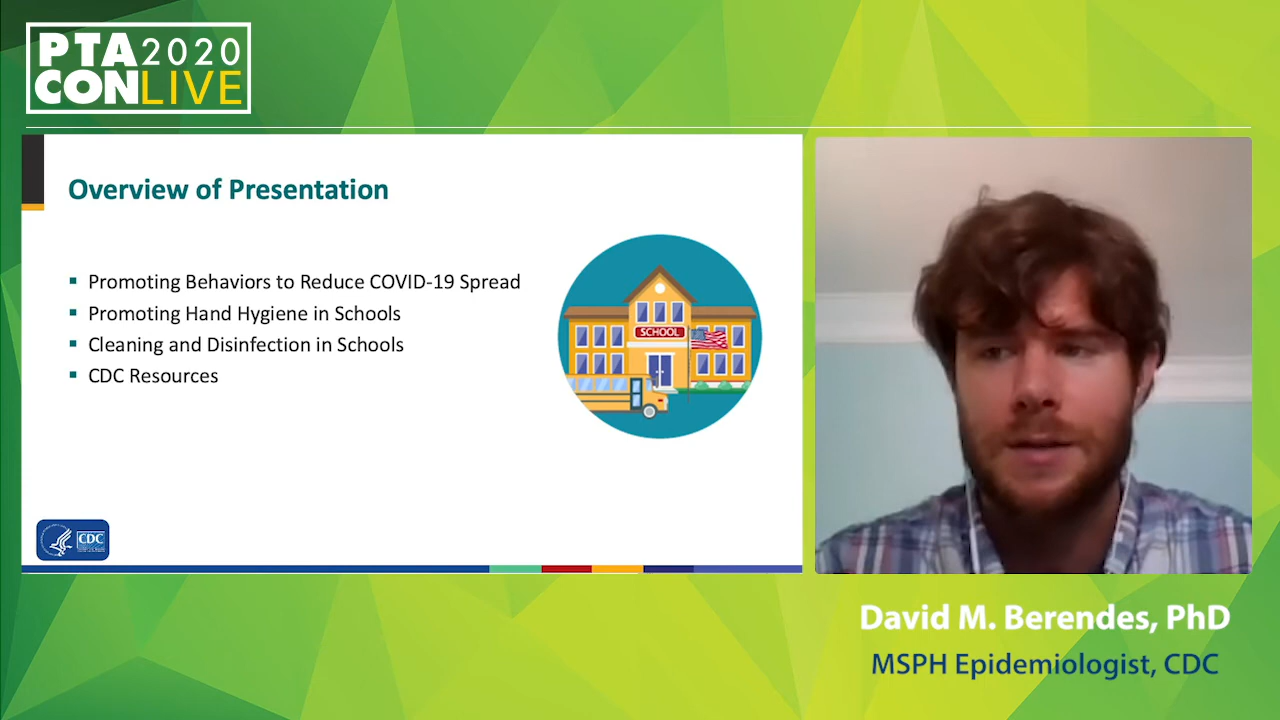 PTA2020
CONLIVE
Overview of Presentation
Promoting Behaviors to Reduce COVID-19 Spread
Promoting Hand Hygiene in Schools
Cleaning and Disinfection in Schools
CDC Resources
SCHOOL
CDC
David M. Berendes, PhD
MSPH Epidemiologist, CDC